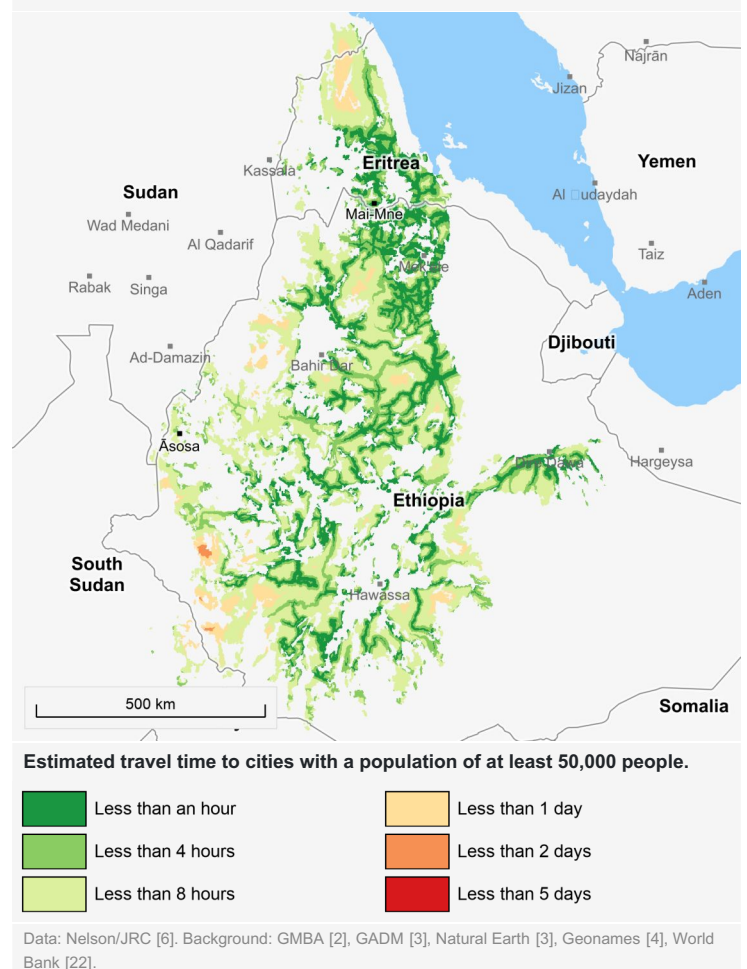 Najrān
Jizan
Kassala
Eritrea
Yemen
Sudan
Al udaydah
Mai-Mne
Wad Medani
Al Qadarif
Taiz
Aden
Rabak
Singa
Djibouti
Ad-Damazin
Bahir Dar
Āsosa
Hargeysa
Ethiopia
South
Sudan
Hawassa
500 km
Somalia
Estimated travel time to cities with a population of at least 50,000 people.
Less than an hour
Less than 1 day
Less than 4 hours
Less than 2 days
Less than 8 hours
Less than 5 days
Data: Nelson/JRC [6]. Background: GMBA [2], GADM [3], Natural Earth [3], Geonames [4], World
Bank [22].